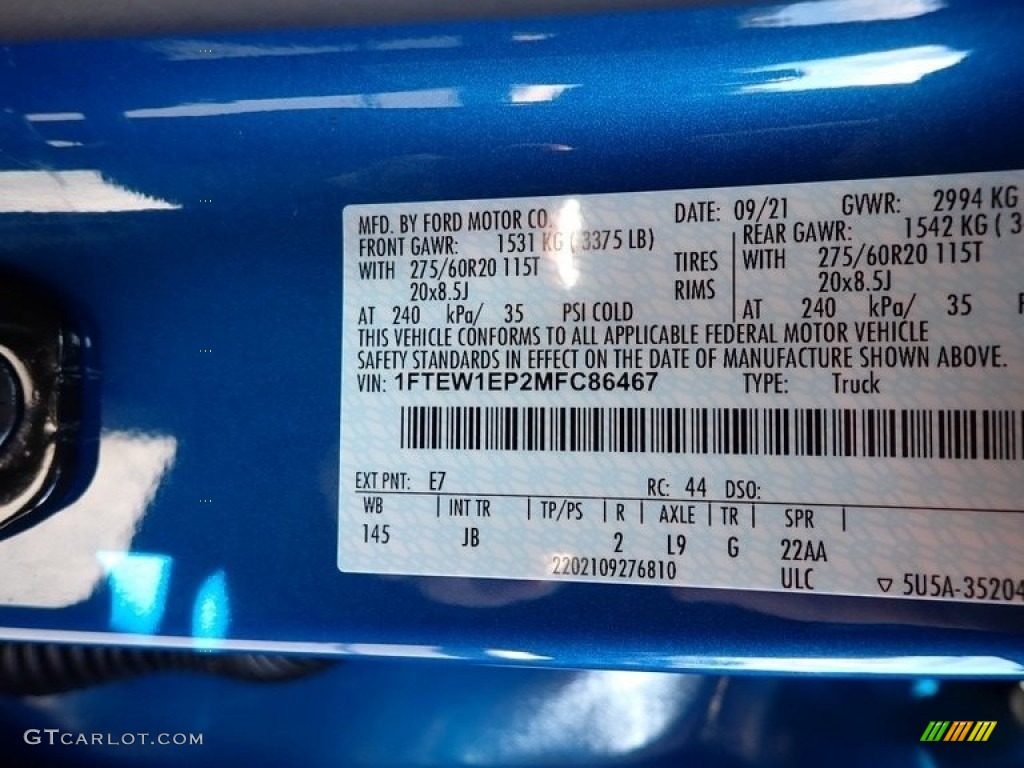 MFD. BY FORD MOTOR CO. DATE: 09/21 GVWR: 2994 KG
FRONT GAWR: 1531 KG (3375 LB) REAR GAWR: 1542 KG (3
WITH 275/60R20 115T TIRES WITH 275/60R20 115T
20x8.5J RIMS 20x8.5J
AT 240 kPa/ 35 PSI COLD AT 240 kPa/ 35
THIS VEHICLE CONFORMS TO ALL APPLICABLE FEDERAL MOTOR VEHICLE
SAFETY STANDARDS IN EFFECT ON THE DATE OF MANUFACTURE SHOWN ABOVE.
VIN: 1FTEW1EP2MFC86467 TYPE: Truck
EXT PNT: E7 RC: 44 DSO:
WB INT TR TP/PS R AXLE TR SPR
145 JB 2 L9 G 22AA
2202109276810 ULC ▽ 5U5A-35204
GTCARLOT.COM